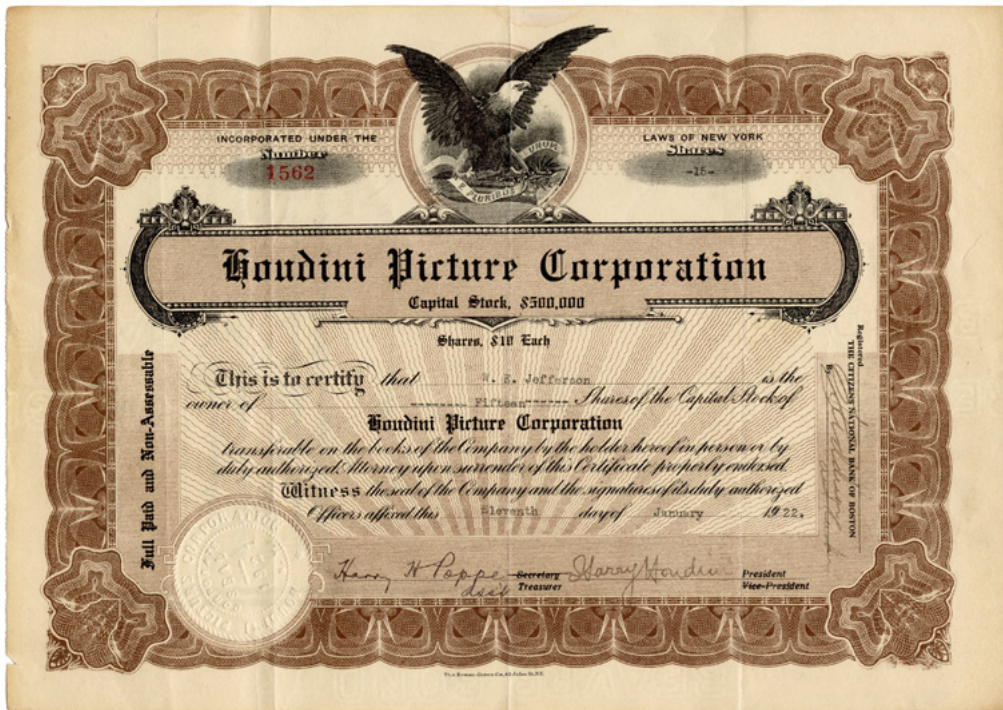 INCORPORATED UNDER THE
LAWS OF NEW YORK
Number
1562
Shares
-15-
E PLURIBUS UNUM
Houdini Picture Corporation
Capital Stock, $500,000
Shares, $10 Each
This is to certify that W. E. Jefferson is the
owner of Fifteen Shares of the Capital Stock of
Houdini Picture Corporation
transferable on the books of the Company by the holder hereof in person or by
duly authorized Attorney upon surrender of this Certificate properly endorsed.
Witness the seal of the Company and the signatures of its duly authorized
Officers affixed this Eleventh day of January 1922.
Harry H Poppe
Asst
Secretary
Treasurer
Harry Houdini
President
Vice-President
Full Paid and Non-Assessable
Registered
THE CITIZENS NATIONAL BANK OF BOSTON
By